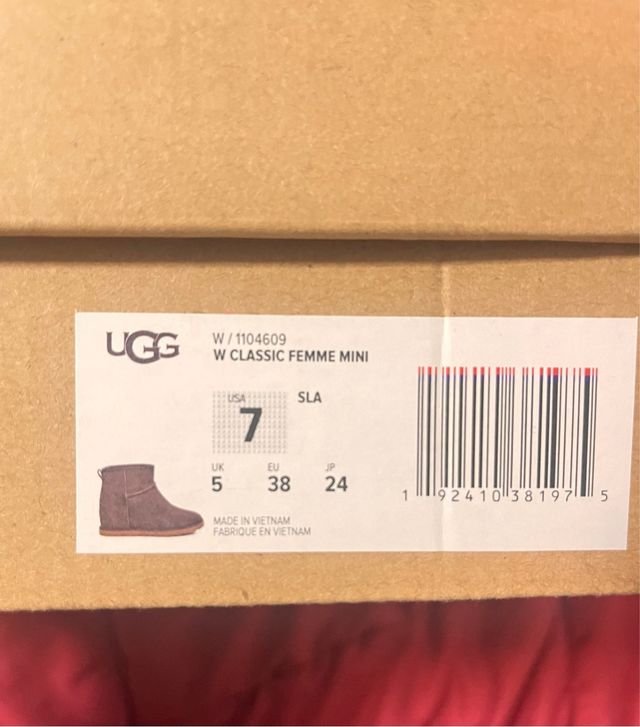 UGG
W / 1104609
W CLASSIC FEMME MINI
USA
7
SLA
UK
EU
JP
5
38
24
MADE IN VIETNAM
FABRIQUE EN VIETNAM
1 92410 38197 5